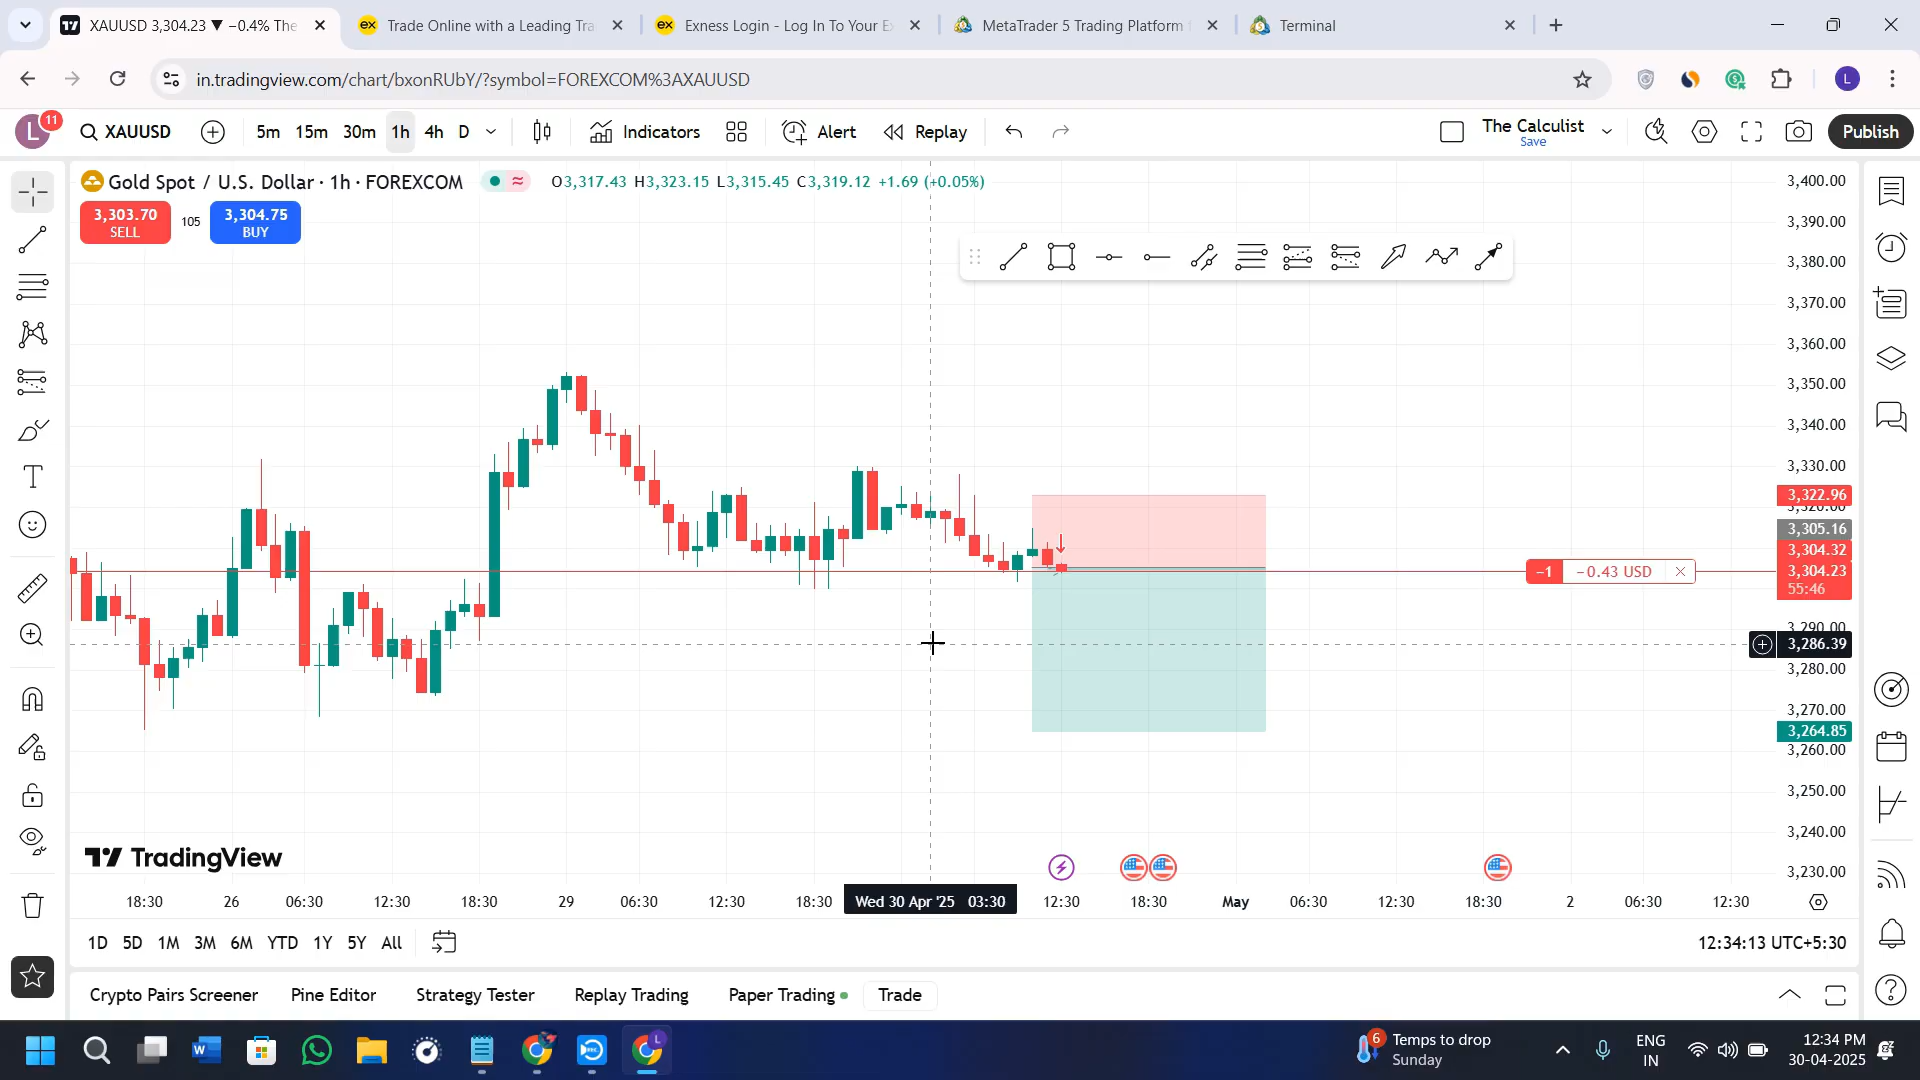 XAUUSD 3,304.23 ▼ −0.4% The
Trade Online with a Leading Tra
Exness Login - Log In To Your Ex
MetaTrader 5 Trading Platform f
Terminal
in.tradingview.com/chart/bxonRUbY/?symbol=FOREXCOM%3AXAUUSD
L
L
11
XAUUSD
5m
15m
30m
1h
4h
D
Indicators
Alert
Replay
The Calculist
Save
Publish
Gold Spot / U.S. Dollar · 1h · FOREXCOM
O3,317.43 H3,323.15 L3,315.45 C3,319.12 +1.69 (+0.05%)
3,303.70
SELL
105
3,304.75
BUY
3,400.00
3,390.00
3,380.00
3,370.00
3,360.00
3,350.00
3,340.00
3,330.00
3,322.96
3,320.00
3,305.16
3,304.32
3,304.23
55:46
−1
−0.43 USD
3,290.00
3,286.39
3,280.00
3,270.00
3,264.85
3,260.00
3,250.00
3,240.00
3,230.00
TradingView
18:30
26
06:30
12:30
18:30
29
06:30
12:30
18:30
Wed 30 Apr '25 03:30
12:30
18:30
May
06:30
12:30
18:30
2
06:30
12:30
1D
5D
1M
3M
6M
YTD
1Y
5Y
All
12:34:13 UTC+5:30
Crypto Pairs Screener
Pine Editor
Strategy Tester
Replay Trading
Paper Trading
Trade
6
Temps to drop
Sunday
ENG
IN
12:34 PM
30-04-2025